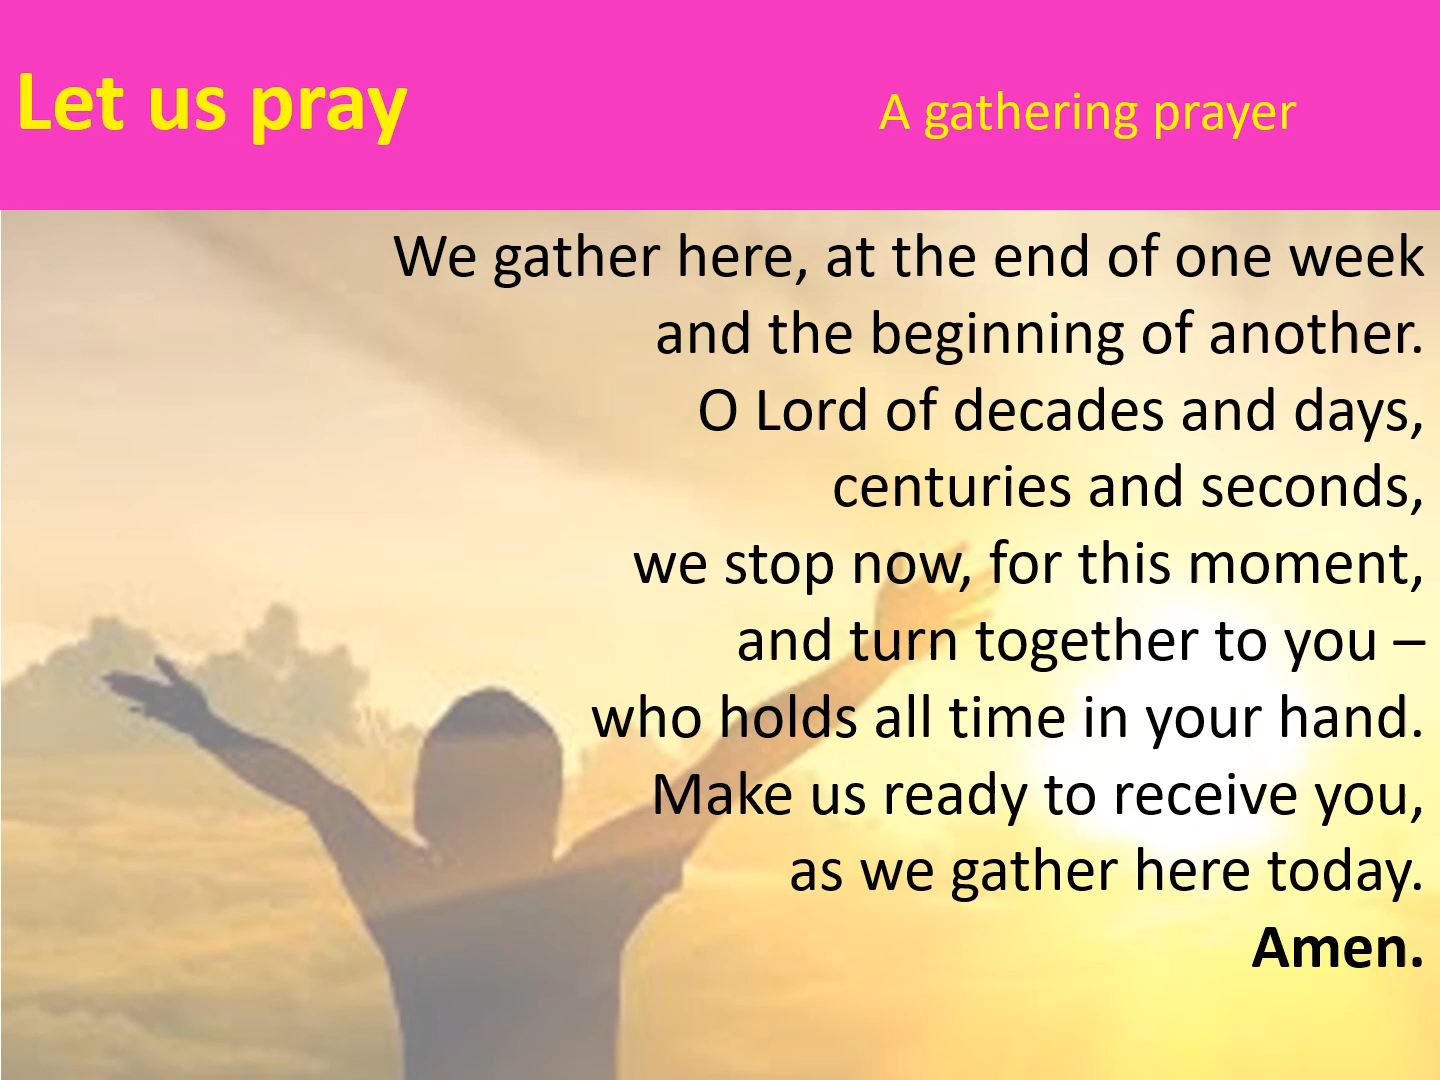 Let us pray
A gathering prayer
We gather here, at the end of one week
and the beginning of another.
O Lord of decades and days,
centuries and seconds,
we stop now, for this moment,
and turn together to you –
who holds all time in your hand.
Make us ready to receive you,
as we gather here today.
Amen.